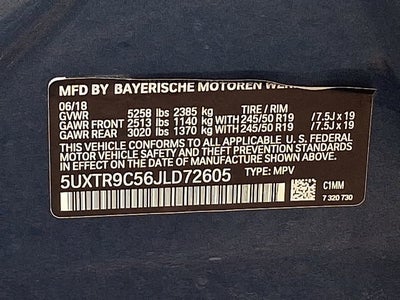 MFD BY BAYERISCHE MOTOREN
06/18
GVWR 5258 lbs 2385 kg TIRE / RIM
GAWR FRONT 2513 lbs 1140 kg WITH 245/50 R19 /7.5J x 19
GAWR REAR 3020 lbs 1370 kg WITH 245/50 R19 /7.5J x 19
THIS VEHICLE CONFORMS TO ALL APPLICABLE U.S. FEDERAL
MOTOR VEHICLE SAFETY, BUMPER, AND THEFT PREVENTION STANDARDS
IN EFFECT ON THE DATE OF MANUFACTURE SHOWN ABOVE.
5UXTR9C56JLD72605 TYPE: MPV
C1MM
7 320 730